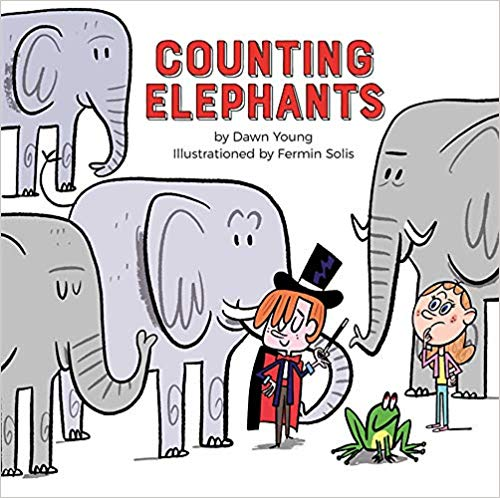 COUNTING
ELEPHANTS
by Dawn Young
Illustrationed by Fermin Solis